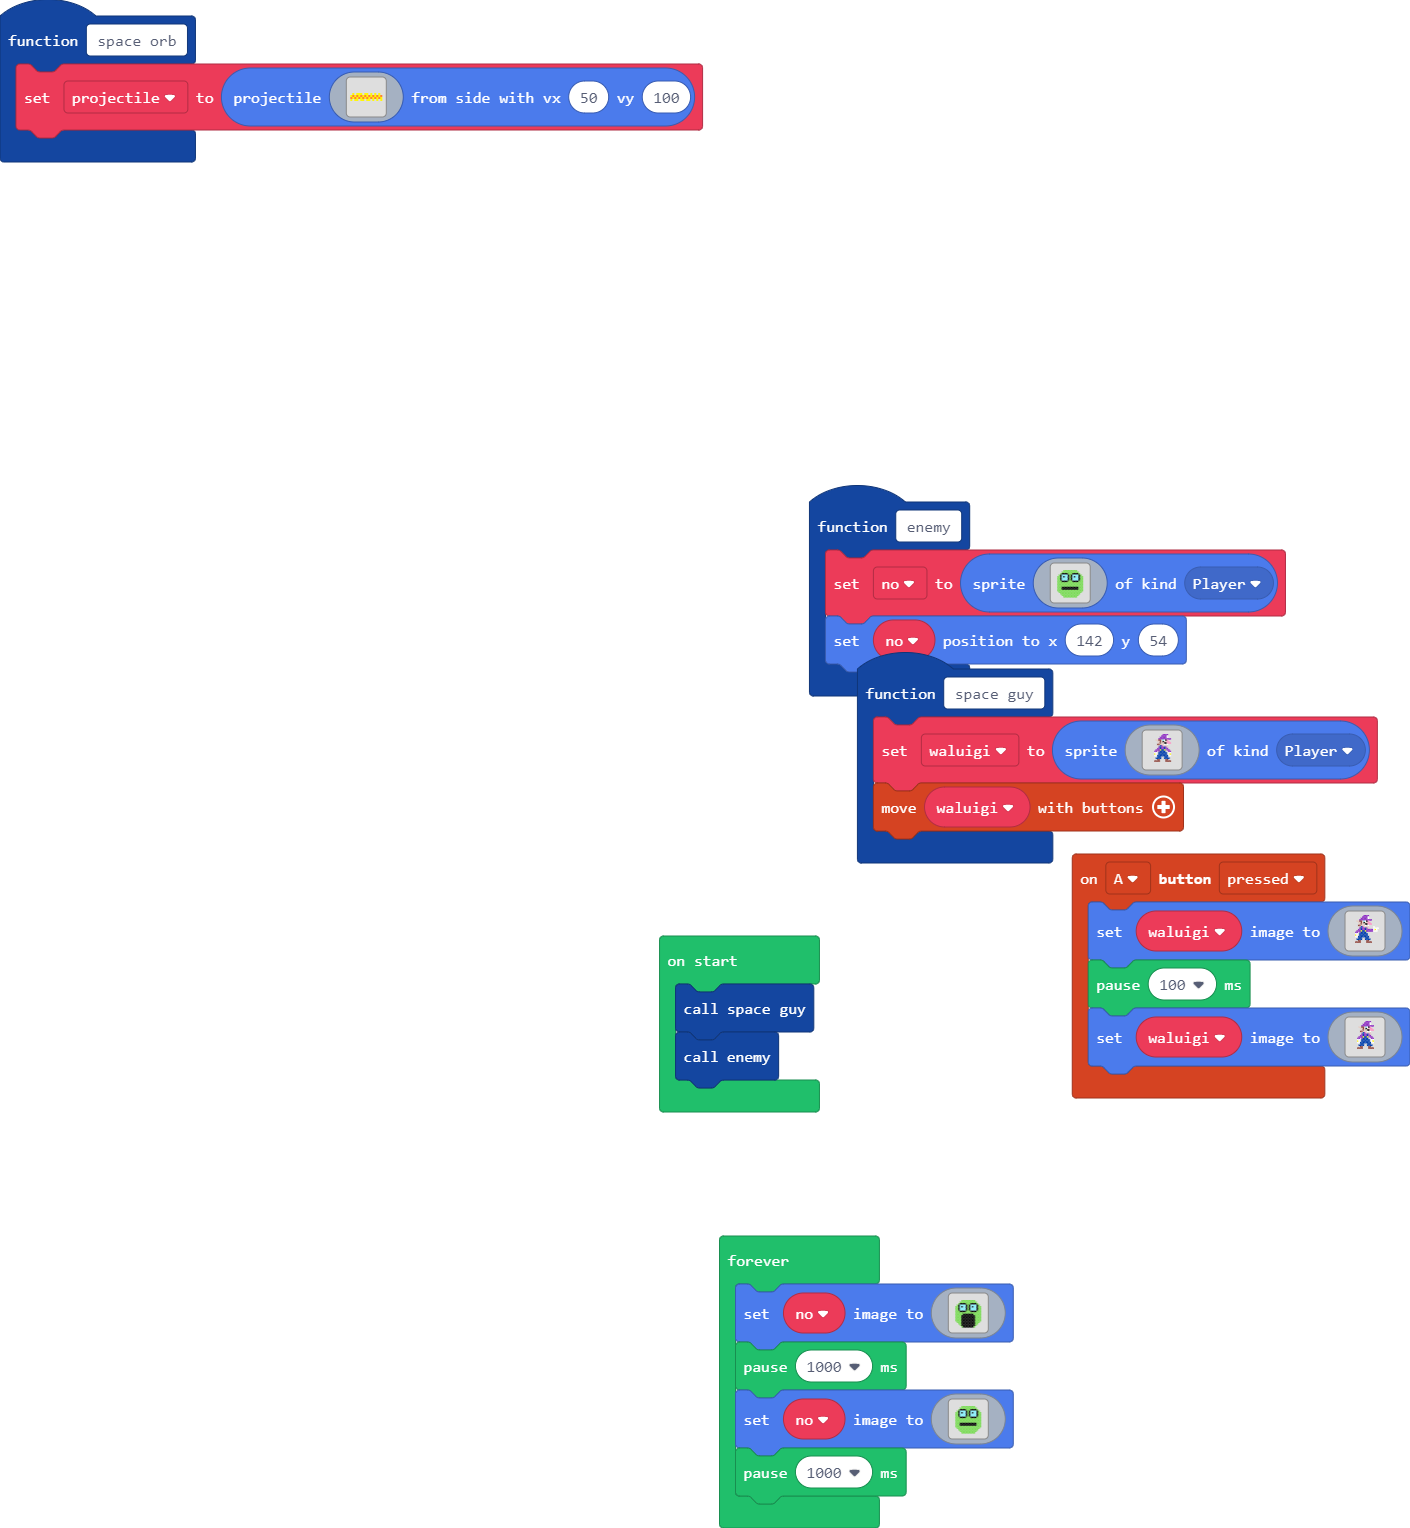 function space orb
set projectile to projectile from side with vx 50 vy 100
function enemy
set no to sprite of kind Player
set no position to x 142 y 54
function space guy
set waluigi to sprite of kind Player
move waluigi with buttons
on A button pressed
set waluigi image to
pause 100 ms
set waluigi image to
on start
call space guy
call enemy
forever
set no image to
pause 1000 ms
set no image to
pause 1000 ms